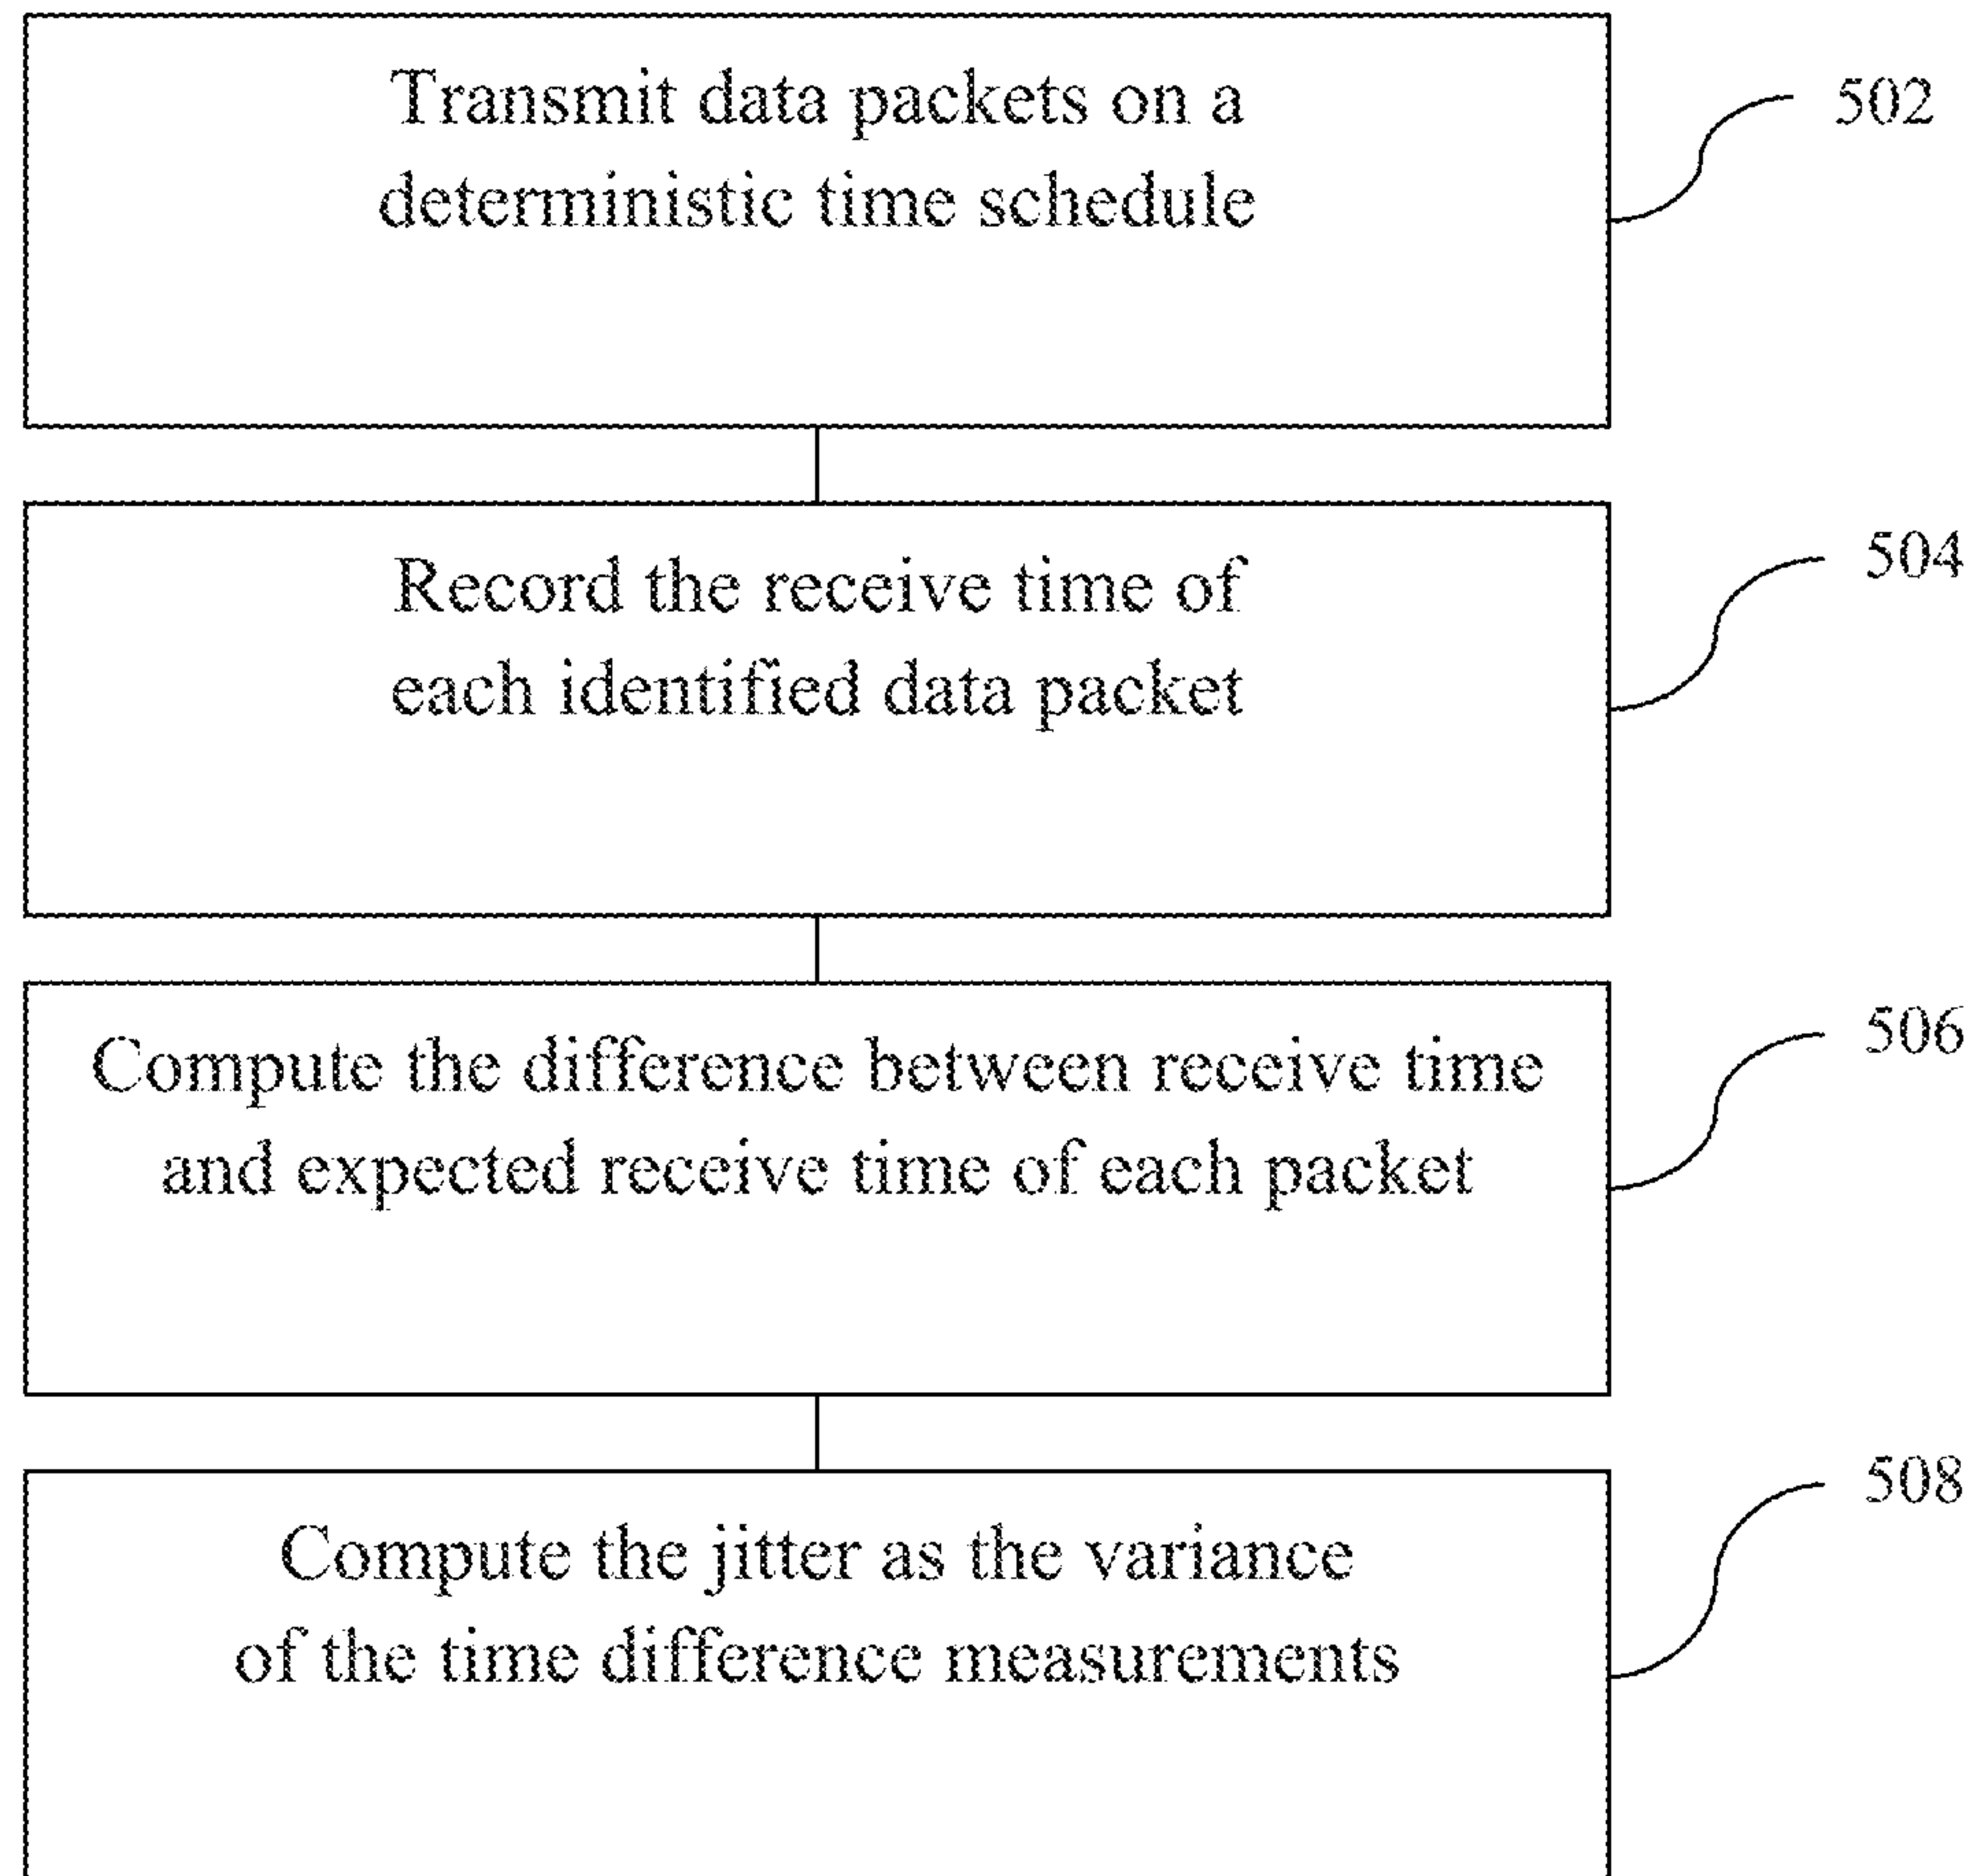 Transmit data packets on a
deterministic time schedule
502
Record the receive time of
each identified data packet
504
Compute the difference between receive time
and expected receive time of each packet
506
Compute the jitter as the variance
of the time difference measurements
508